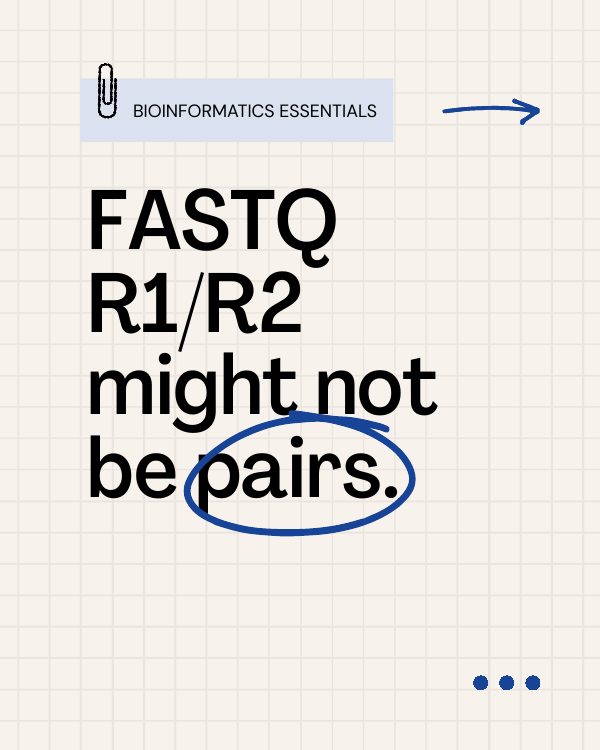 BIOINFORMATICS ESSENTIALS
FASTQ
R1/R2
might not
be pairs.